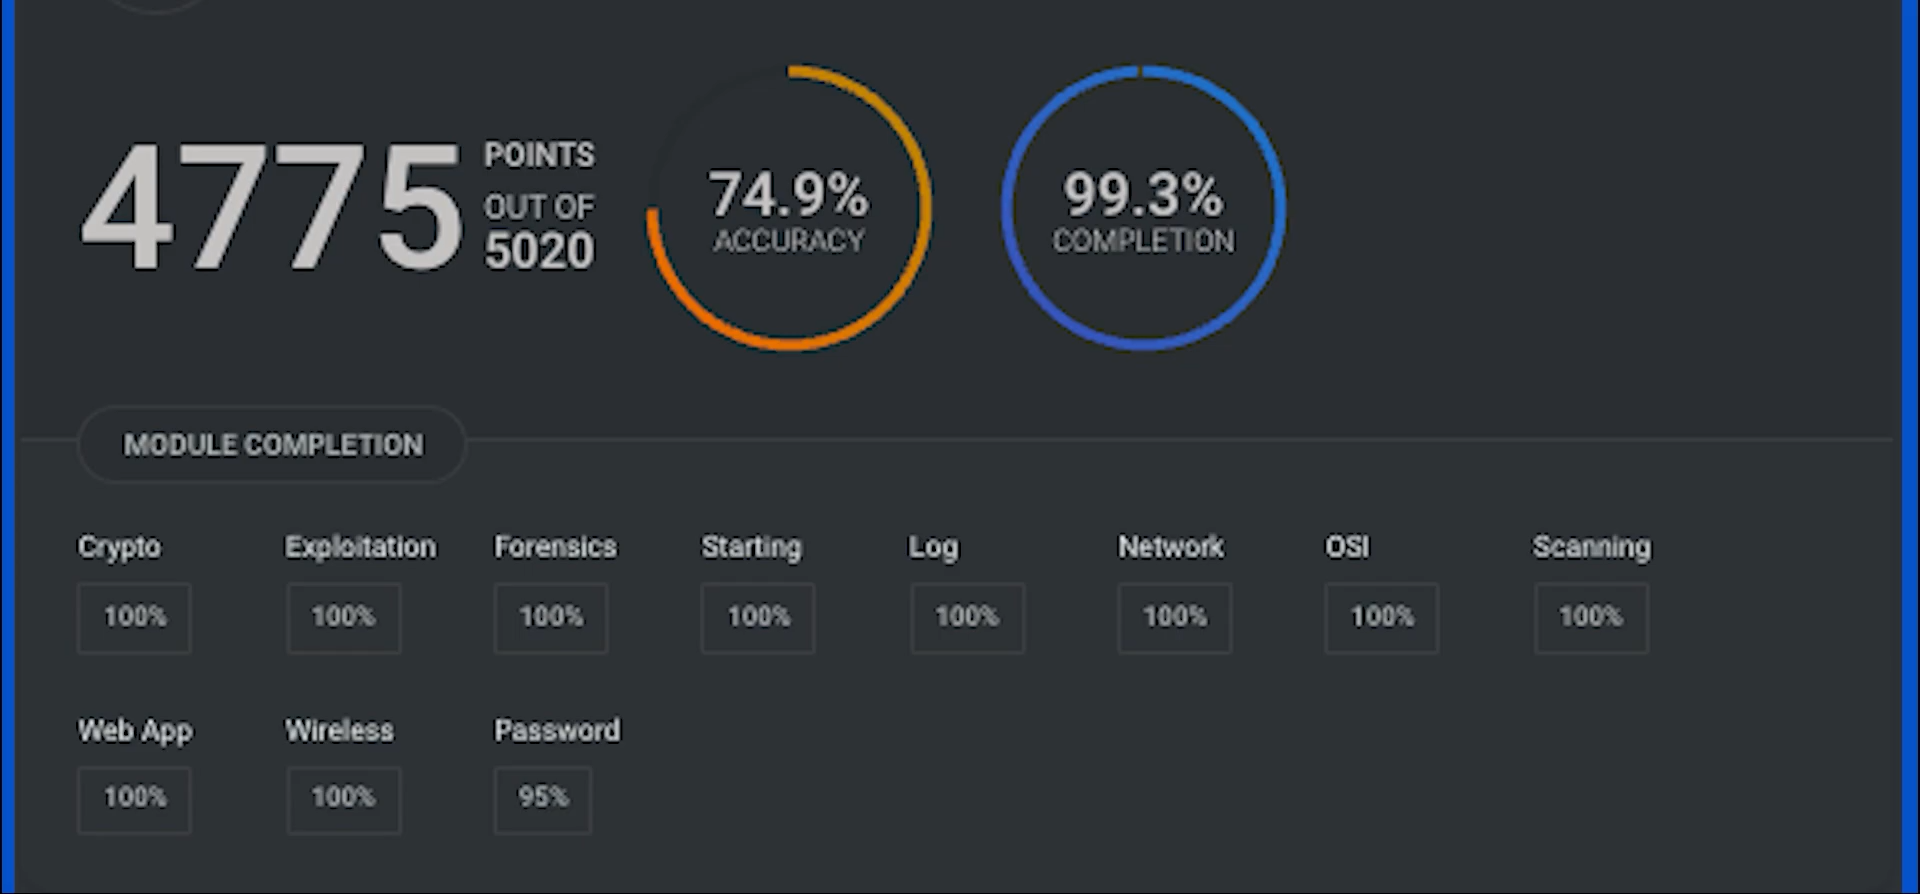 4775 POINTS
OUT OF
5020
74.9%
ACCURACY
99.3%
COMPLETION
MODULE COMPLETION
Crypto Exploitation Forensics Starting Log Network OSI Scanning
100% 100% 100% 100% 100% 100% 100% 100%
Web App Wireless Password
100% 100% 95%